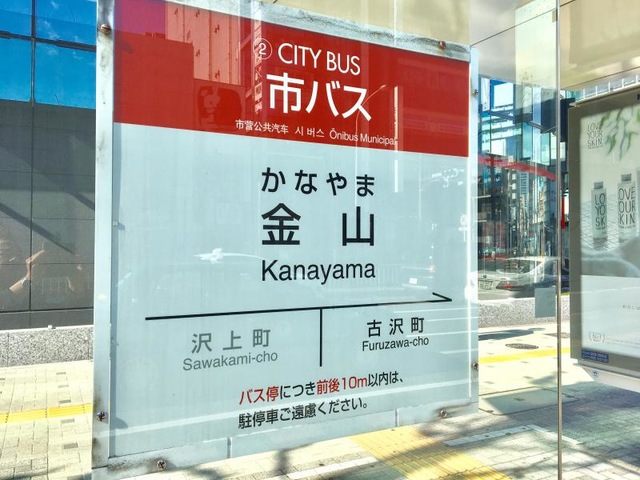 ② CITY BUS
市バス
市营公共汽车 시 버스 Ônibus Municipal
かなやま
金山
Kanayama
沢上町
Sawakami-cho
古沢町
Furuzawa-cho
バス停につき前後10m以内は、
駐停車ご遠慮ください。
LOVE
YOUR
SKIN